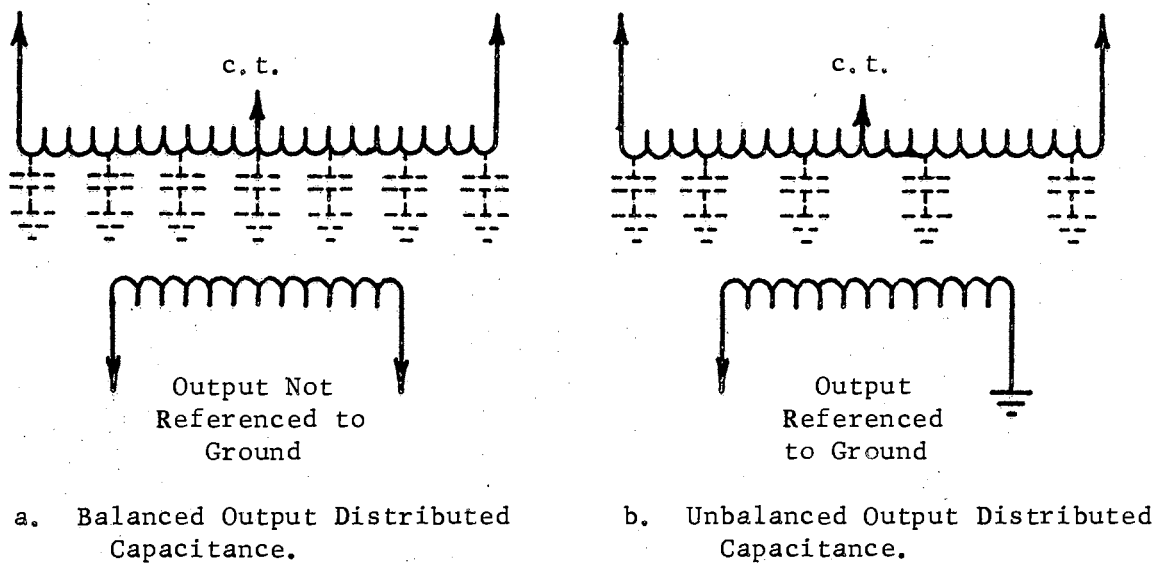 c.t.
c.t.
Output Not
Referenced to
Ground
Output
Referenced
to Ground
a. Balanced Output Distributed
Capacitance.
b. Unbalanced Output Distributed
Capacitance.